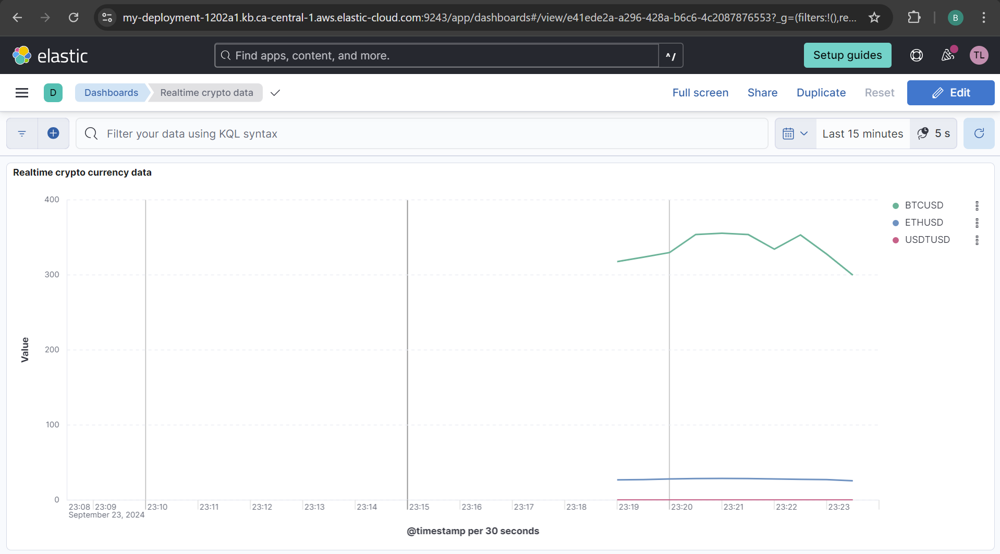 my-deployment-1202a1.kb.ca-central-1.aws.elastic-cloud.com:9243/app/dashboards#/view/e41ede2a-a296-428a-b6c6-4c2087876553?_g=(filters:!(),re...
B
elastic
Find apps, content, and more.
^/
Setup guides
TL
D
Dashboards
Realtime crypto data
Full screen
Share
Duplicate
Reset
Edit
Filter your data using KQL syntax
Last 15 minutes
5 s
Realtime crypto currency data
400
300
200
100
0
Value
BTCUSD
ETHUSD
USDTUSD
23:08 23:09 23:10 23:11 23:12 23:13 23:14 23:15 23:16 23:17 23:18 23:19 23:20 23:21 23:22 23:23
September 23, 2024
@timestamp per 30 seconds